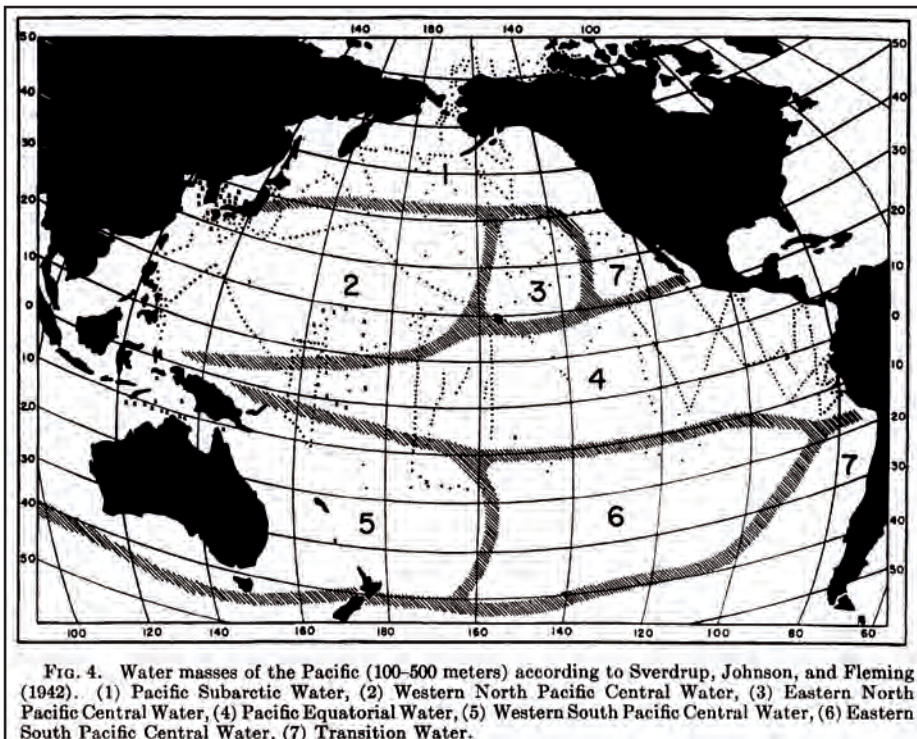 140 180 140 100
50 50
40 40
30 30
20 20
10 10
0 0
10 10
20 20
30 30
40 40
50 50
1
2 3 7
4
5 6 7
100 120 140 160 180 160 140 120 100 80 60
FIG. 4. Water masses of the Pacific (100–500 meters) according to Sverdrup, Johnson, and Fleming
(1942). (1) Pacific Subarctic Water, (2) Western North Pacific Central Water, (3) Eastern North
Pacific Central Water, (4) Pacific Equatorial Water, (5) Western South Pacific Central Water, (6) Eastern
South Pacific Central Water, (7) Transition Water.